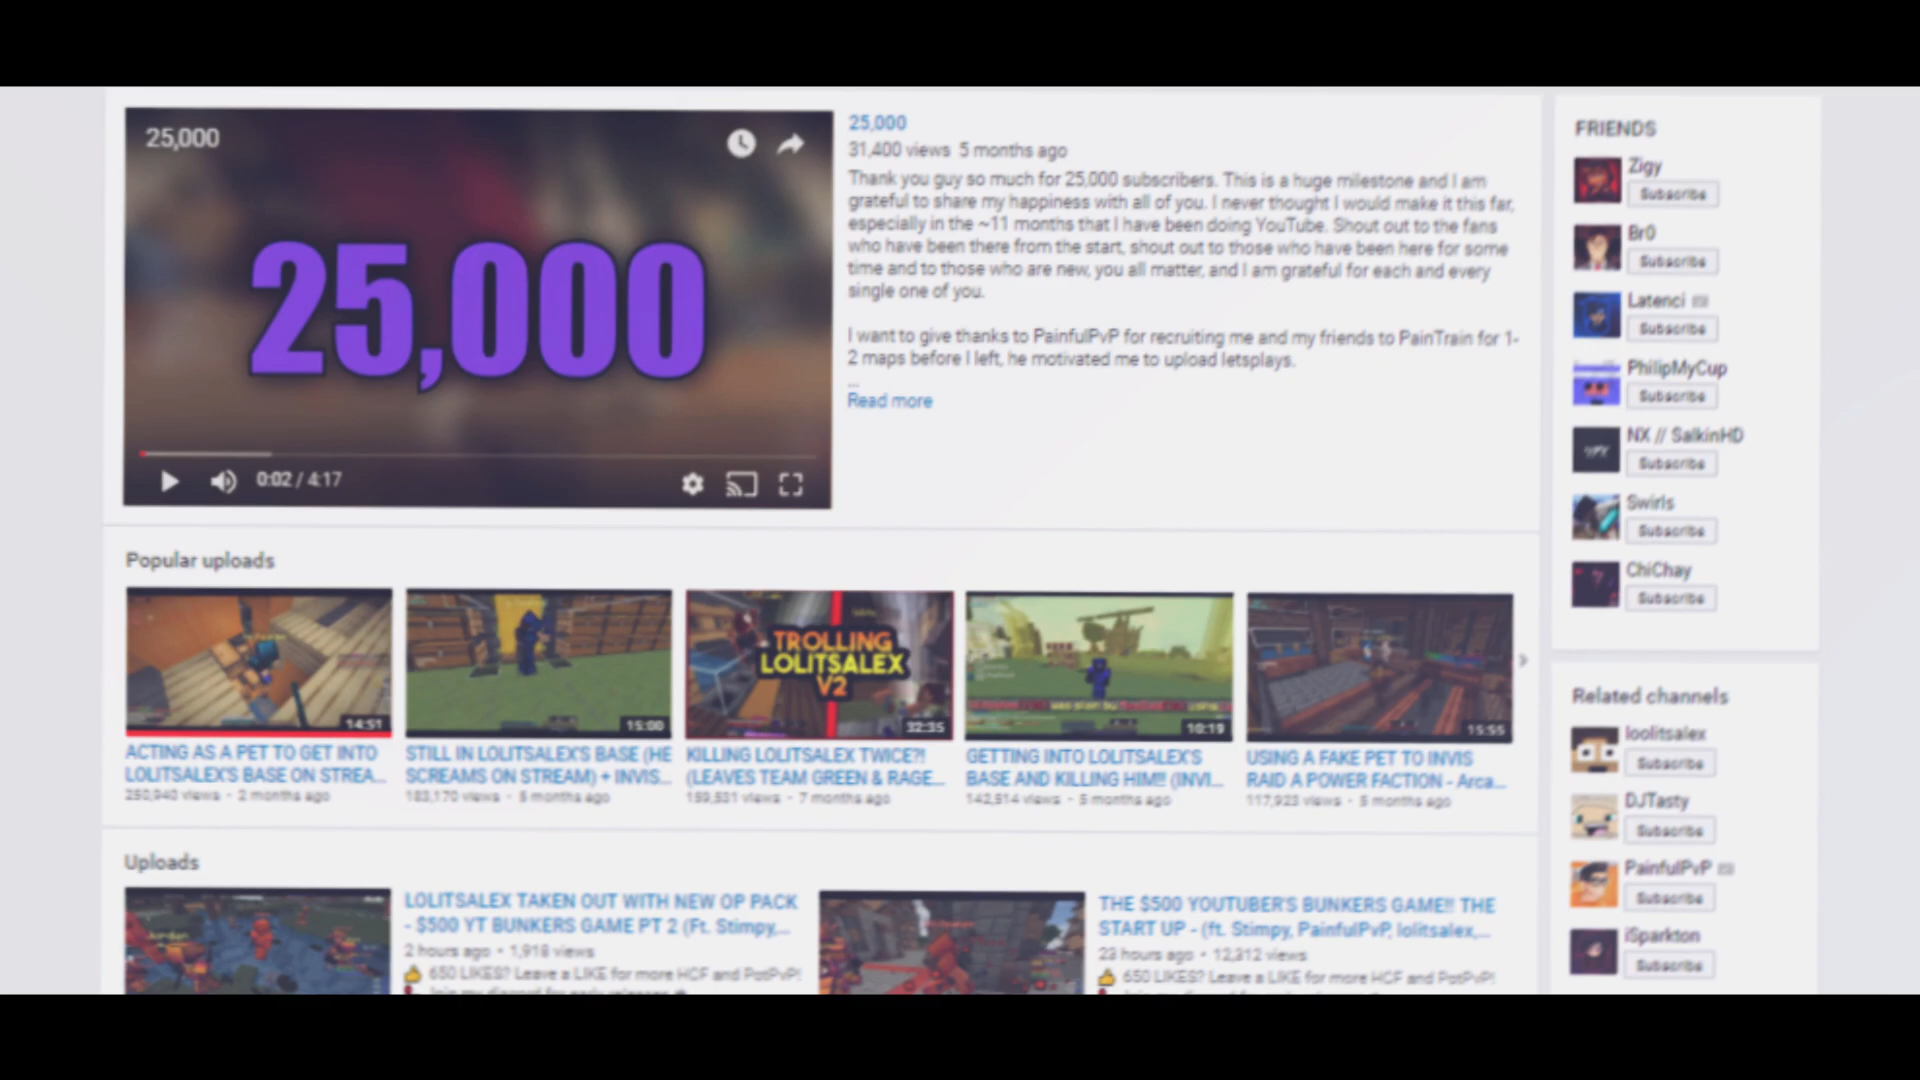 25,000
25,000
0:02 / 4:17
25,000
31,400 views 5 months ago
Thank you guy so much for 25,000 subscribers. This is a huge milestone and I am
grateful to share my happiness with all of you. I never thought I would make it this far,
especially in the ~11 months that I have been doing YouTube. Shout out to the fans
who have been there from the start, shout out to those who have been here for some
time and to those who are new, you all matter, and I am grateful for each and every
single one of you.
I want to give thanks to PainfulPvP for recruiting me and my friends to PainTrain for 1-
2 maps before I left, he motivated me to upload letsplays.
...
Read more
Popular uploads
14:51
ACTING AS A PET TO GET INTO
LOLITSALEX'S BASE ON STREA...
250,940 views · 2 months ago
15:00
STILL IN LOLITSALEX'S BASE (HE
SCREAMS ON STREAM) + INVIS...
183,170 views · 5 months ago
TROLLING
LOLITSALEX
V2
32:35
KILLING LOLITSALEX TWICE?!
(LEAVES TEAM GREEN & RAGE...
159,531 views · 7 months ago
10:19
GETTING INTO LOLITSALEX'S
BASE AND KILLING HIM!! (INVI...
142,514 views · 5 months ago
15:55
USING A FAKE PET TO INVIS
RAID A POWER FACTION - Arca...
117,923 views · 5 months ago
Uploads
LOLITSALEX TAKEN OUT WITH NEW OP PACK
- $500 YT BUNKERS GAME PT 2 (Ft. Stimpy,...
2 hours ago · 1,918 views
650 LIKES? Leave a LIKE for more HCF and PotPvP!
THE $500 YOUTUBER'S BUNKERS GAME!! THE
START UP - (ft. Stimpy, PainfulPvP, lolitsalex,...
23 hours ago · 12,312 views
650 LIKES? Leave a LIKE for more HCF and PotPvP!
FRIENDS
Zigy
Subscribe
Br0
Subscribe
Latenci
Subscribe
PhilipMyCup
Subscribe
NX // SalkinHD
Subscribe
Swirls
Subscribe
ChiChay
Subscribe
Related channels
loolitsalex
Subscribe
DJTasty
Subscribe
PainfulPvP
Subscribe
iSparkton
Subscribe